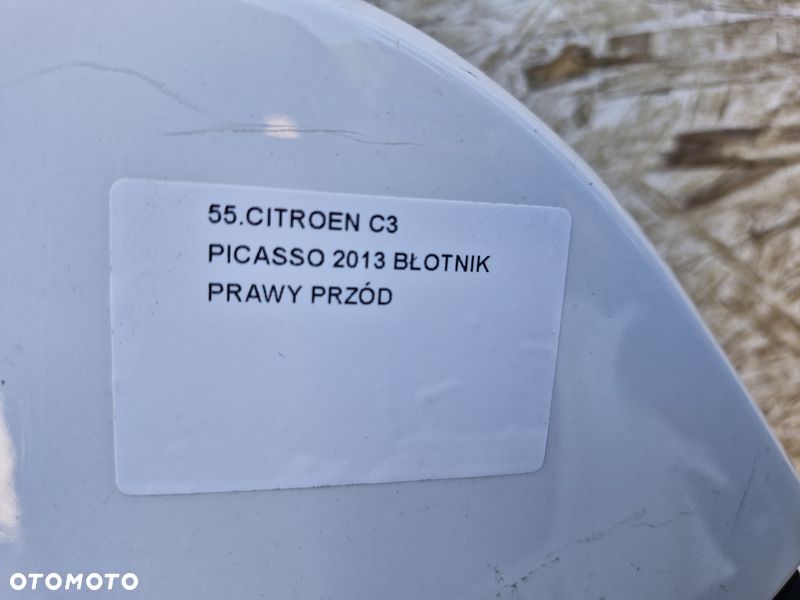 55.CITROEN C3
PICASSO 2013 BŁOTNIK
PRAWY PRZÓD
OTOMOTO